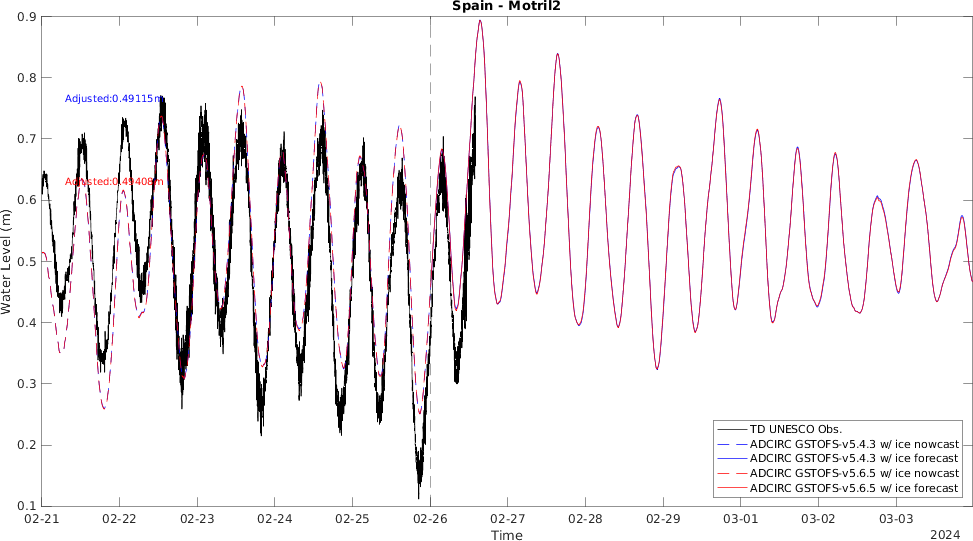 Spain - Motril2
0.9
0.8
0.7
0.6
0.5
0.4
0.3
0.2
0.1
Water Level (m)
Adjusted:0.49115m
Adjusted:0.49408m
TD UNESCO Obs.
ADCIRC GSTOFS-v5.4.3 w/ ice nowcast
ADCIRC GSTOFS-v5.4.3 w/ ice forecast
ADCIRC GSTOFS-v5.6.5 w/ ice nowcast
ADCIRC GSTOFS-v5.6.5 w/ ice forecast
02-21 02-22 02-23 02-24 02-25 02-26 02-27 02-28 02-29 03-01 03-02 03-03
Time
2024